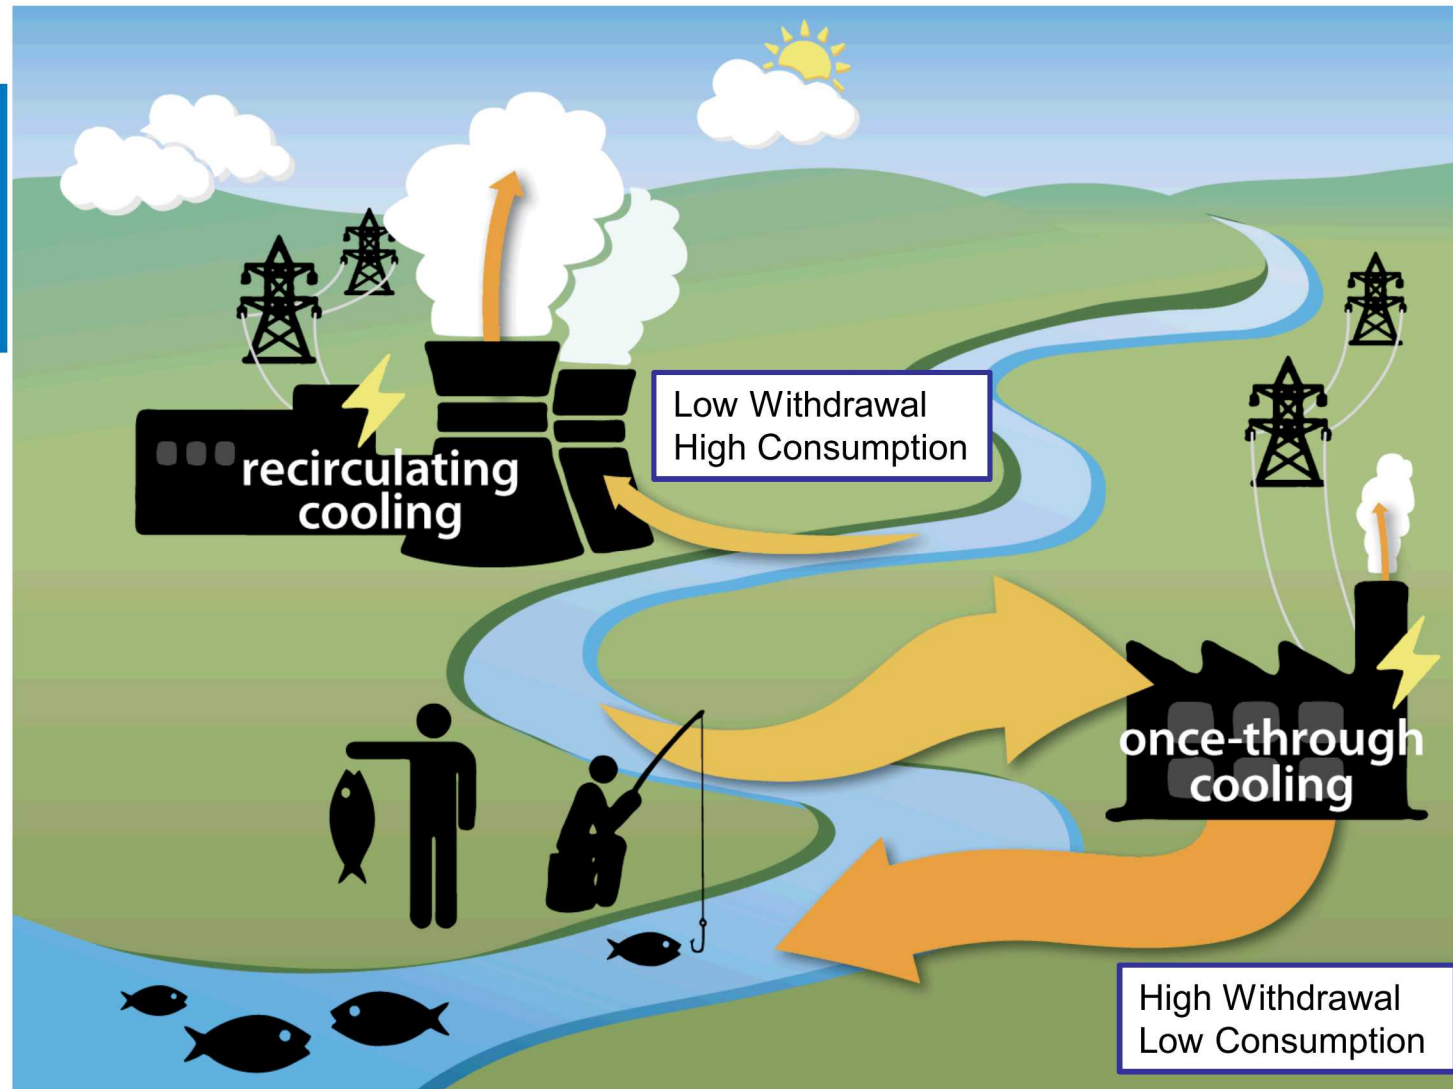 Low Withdrawal
High Consumption
recirculating
cooling
once-through
cooling
High Withdrawal
Low Consumption